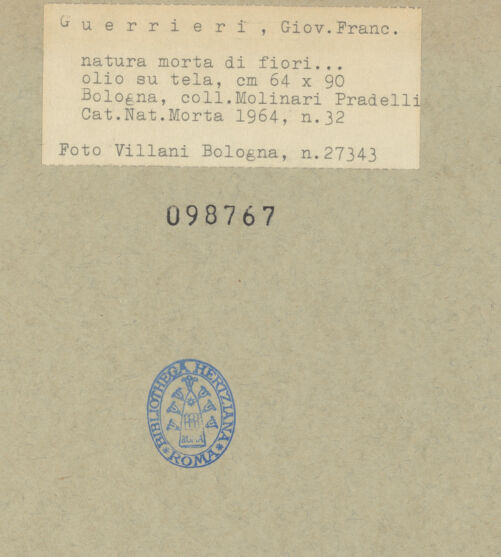 Guerrieri, Giov.Franc.
natura morta di fiori...
olio su tela, cm 64 x 90
Bologna, coll.Molinari Pradelli
Cat.Nat.Morta 1964, n.32
Foto Villani Bologna, n.27343
098767
BIBLIOTHECA HERTZIANA
ROMA